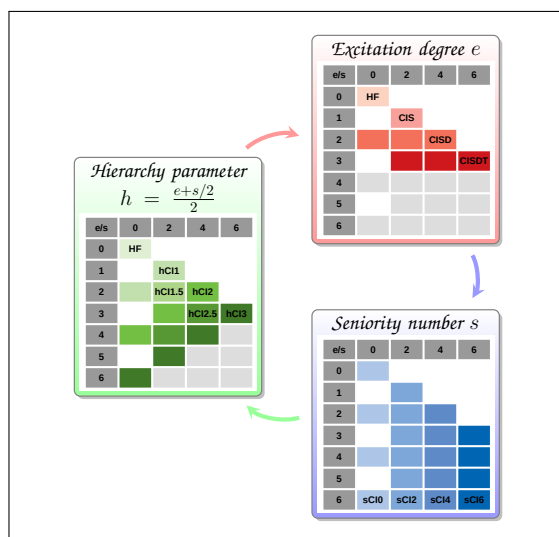 Excitation degree e
e/s 0 2 4 6
0 HF
1 CIS
2 CISD
3 CISDT
4
5
6
Hierarchy parameter
h = \frac{e+s/2}{2}
e/s 0 2 4 6
0 HF
1 hCI1
2 hCI1.5 hCI2
3 hCI2.5 hCI3
4
5
6
Seniority number s
e/s 0 2 4 6
0
1
2
3
4
5
6 sCI0 sCI2 sCI4 sCI6